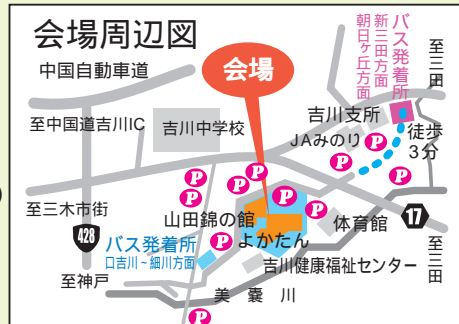 会場周辺図
中国自動車道
会場
バス発着所
新三田方面
朝日ヶ丘方面
至三田
至中国道吉川IC
吉川中学校
吉川支所
JAみのり
徒歩
3分
P
P
P
P
P
P
P
P
P
P
至三木市街
428
山田錦の館
よかたん
体育館
17
バス発着所
口吉川~細川方面
吉川健康福祉センター
至三田
至神戸
美嚢川